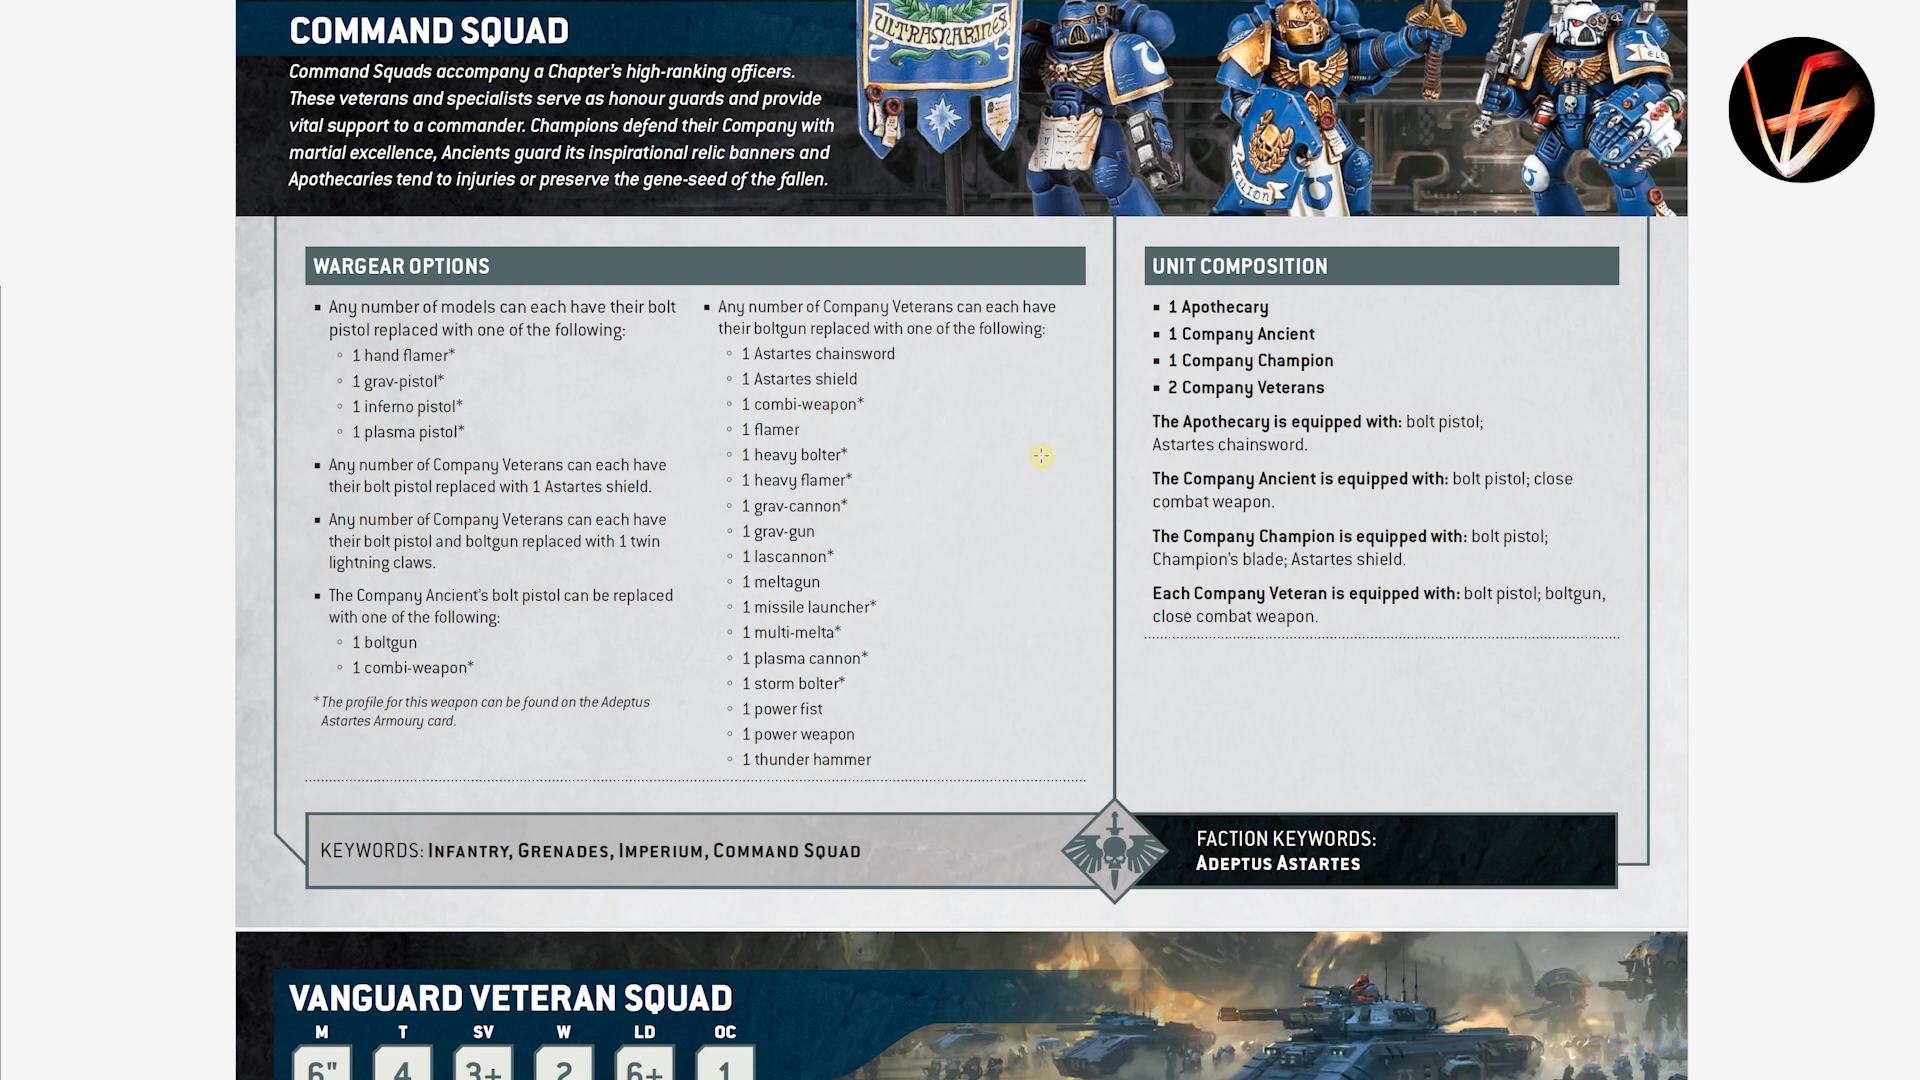 COMMAND SQUAD
Command Squads accompany a Chapter's high-ranking officers.
These veterans and specialists serve as honour guards and provide
vital support to a commander. Champions defend their Company with
martial excellence, Ancients guard its inspirational relic banners and
Apothecaries tend to injuries or preserve the gene-seed of the fallen.
ULTRAMARINES
WARGEAR OPTIONS
▪ Any number of models can each have their bolt
pistol replaced with one of the following:
◦ 1 hand flamer*
◦ 1 grav-pistol*
◦ 1 inferno pistol*
◦ 1 plasma pistol*
▪ Any number of Company Veterans can each have
their bolt pistol replaced with 1 Astartes shield.
▪ Any number of Company Veterans can each have
their bolt pistol and boltgun replaced with 1 twin
lightning claws.
▪ The Company Ancient's bolt pistol can be replaced
with one of the following:
◦ 1 boltgun
◦ 1 combi-weapon*
* The profile for this weapon can be found on the Adeptus
Astartes Armoury card.
▪ Any number of Company Veterans can each have
their boltgun replaced with one of the following:
◦ 1 Astartes chainsword
◦ 1 Astartes shield
◦ 1 combi-weapon*
◦ 1 flamer
◦ 1 heavy bolter*
◦ 1 heavy flamer*
◦ 1 grav-cannon*
◦ 1 grav-gun
◦ 1 lascannon*
◦ 1 meltagun
◦ 1 missile launcher*
◦ 1 multi-melta*
◦ 1 plasma cannon*
◦ 1 storm bolter*
◦ 1 power fist
◦ 1 power weapon
◦ 1 thunder hammer
UNIT COMPOSITION
▪ 1 Apothecary
▪ 1 Company Ancient
▪ 1 Company Champion
▪ 2 Company Veterans
The Apothecary is equipped with: bolt pistol;
Astartes chainsword.
The Company Ancient is equipped with: bolt pistol; close
combat weapon.
The Company Champion is equipped with: bolt pistol;
Champion's blade; Astartes shield.
Each Company Veteran is equipped with: bolt pistol; boltgun,
close combat weapon.
KEYWORDS: INFANTRY, GRENADES, IMPERIUM, COMMAND SQUAD
FACTION KEYWORDS:
ADEPTUS ASTARTES
VANGUARD VETERAN SQUAD
M T SV W LD OC
6" 4 3+ 2 6+ 1